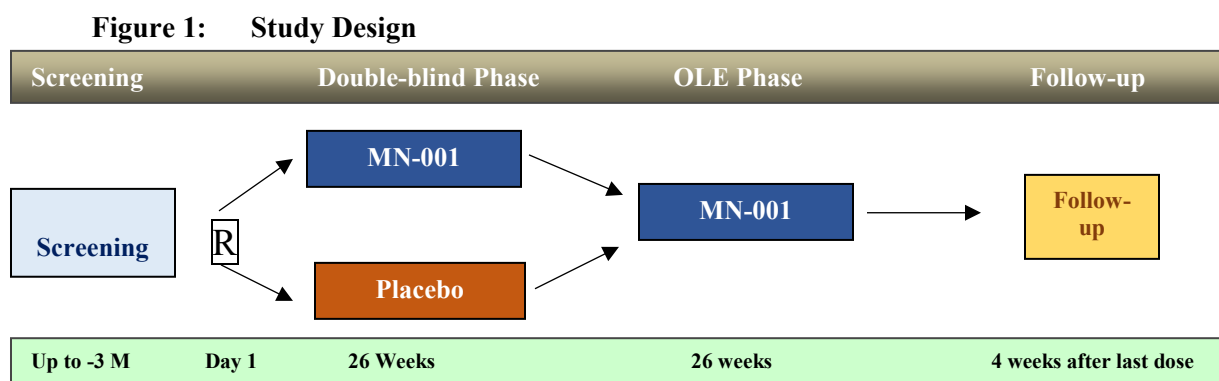 Figure 1: Study Design
Screening Double-blind Phase OLE Phase Follow-up
MN-001
Screening
R
MN-001
Follow-
up
Placebo
Up to -3 M Day 1 26 Weeks 26 weeks 4 weeks after last dose